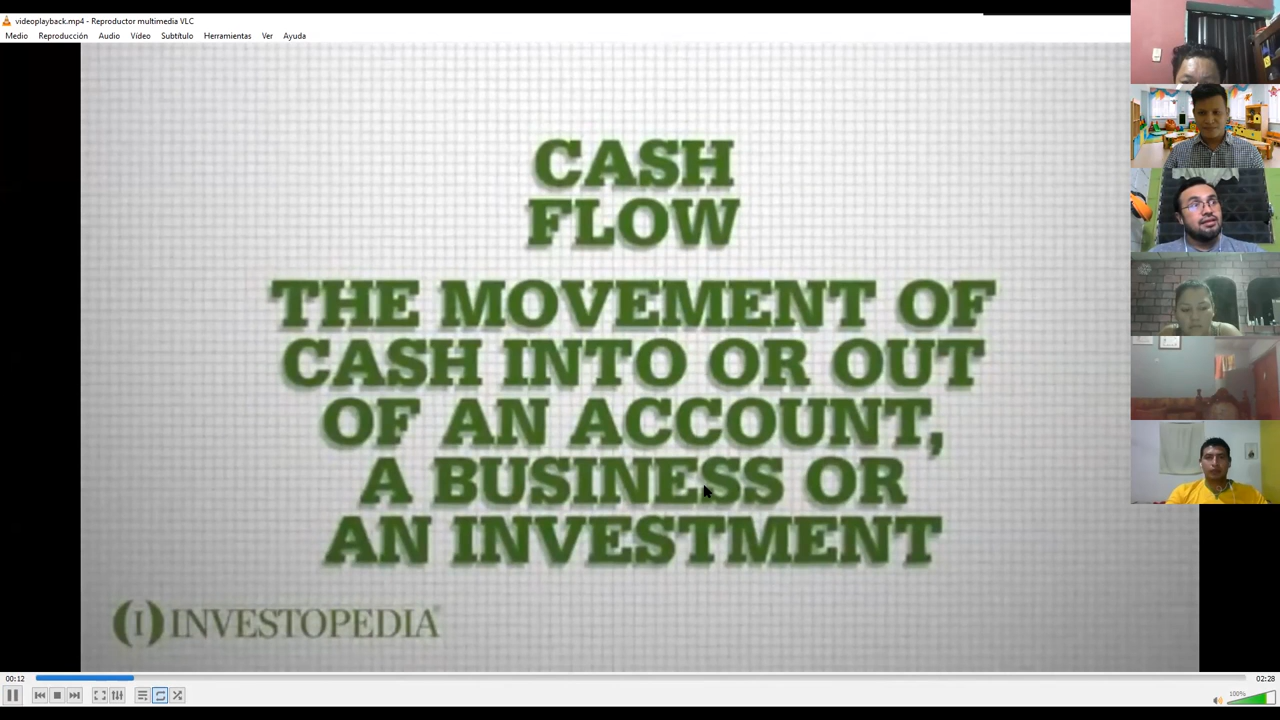 videoplayback.mp4 - Reproductor multimedia VLC
Medio Reproducción Audio Vídeo Subtítulo Herramientas Ver Ayuda
CASH
FLOW
THE MOVEMENT OF
CASH INTO OR OUT
OF AN ACCOUNT,
A BUSINESS OR
AN INVESTMENT
(I) INVESTOPEDIA
00:12
02:28
100%